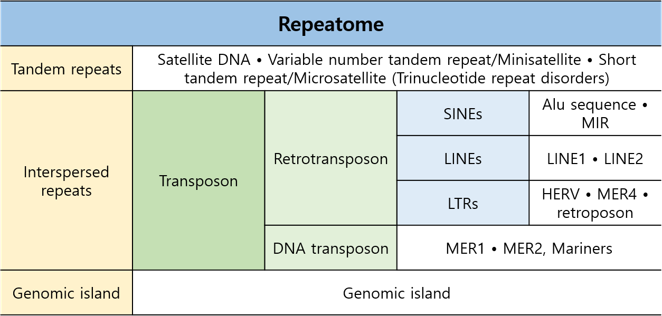 Repeatome
Tandem repeats
Satellite DNA • Variable number tandem repeat/Minisatellite • Short
tandem repeat/Microsatellite (Trinucleotide repeat disorders)
Interspersed
repeats
Transposon
Retrotransposon
SINEs
Alu sequence •
MIR
LINEs
LINE1 • LINE2
LTRs
HERV • MER4 •
retroposon
DNA transposon
MER1 • MER2, Mariners
Genomic island
Genomic island